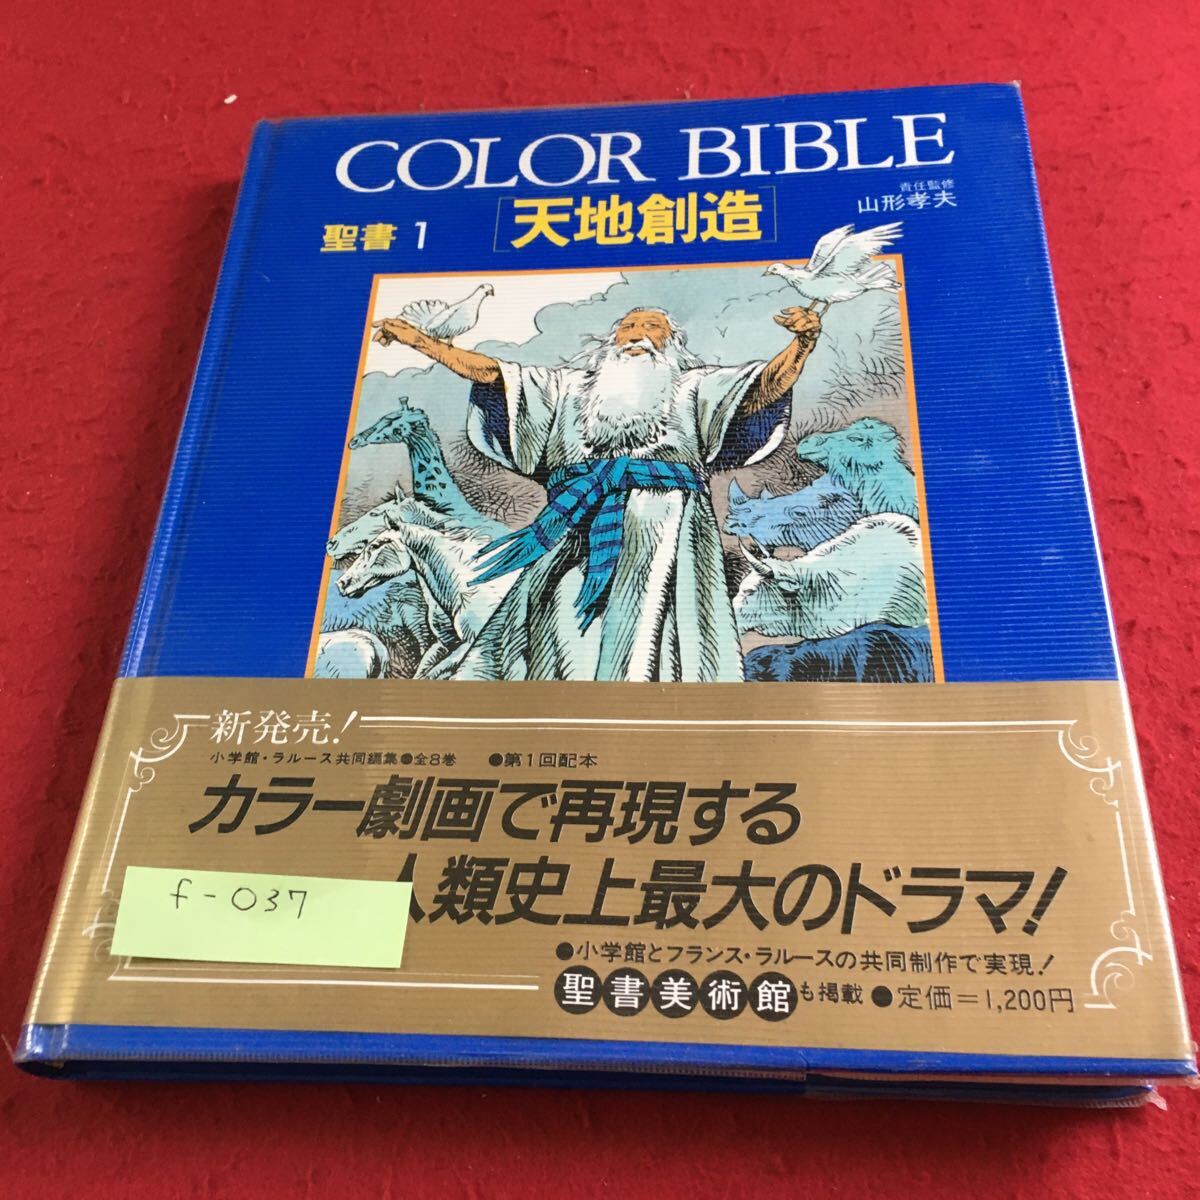 COLOR BIBLE
責任監修
山形孝夫
聖書 1 [天地創造]
新発売!
小学館・ラルース共同編集●全8巻 ●第1回配本
カラー劇画で再現する
人類史上最大のドラマ!
f-037
●小学館とフランス・ラルースの共同制作で実現!
聖書美術館も掲載 ●定価=1,200円